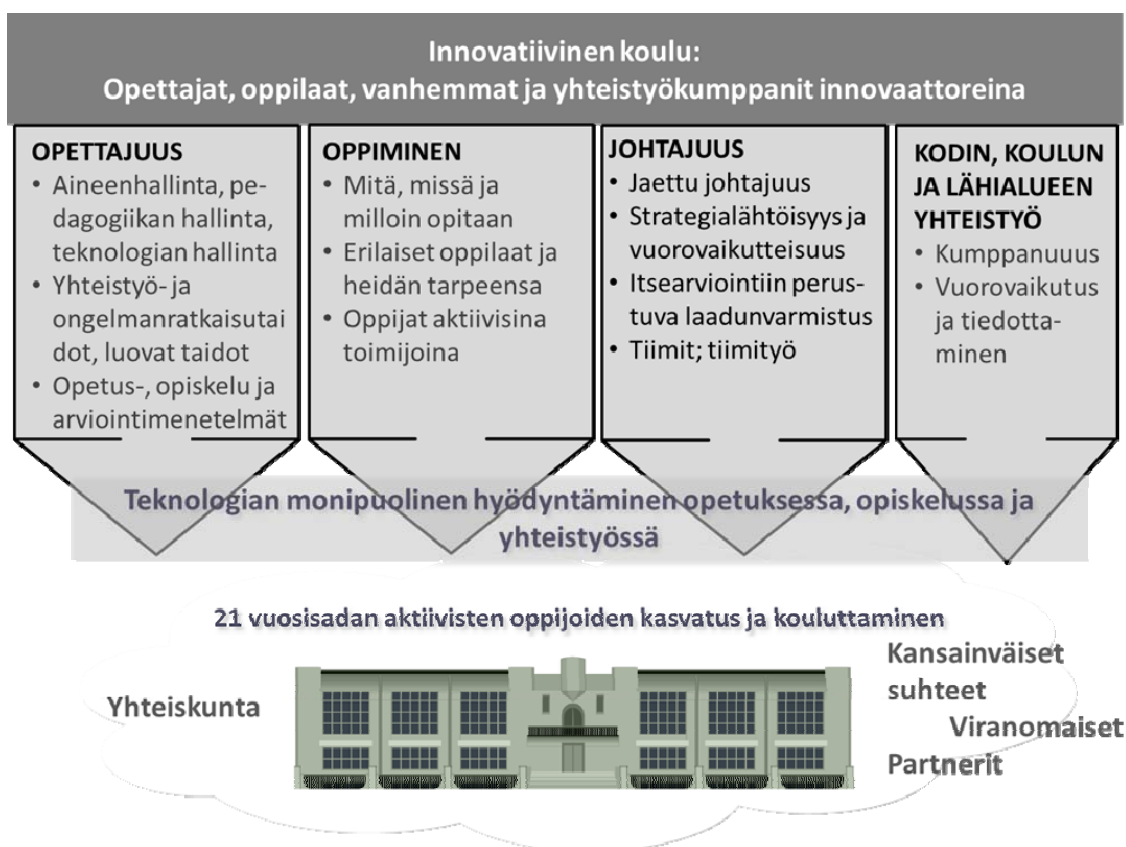 Innovatiivinen koulu:
Opettajat, oppilaat, vanhemmat ja yhteistyökumppanit innovaattoreina
OPETTAJUUS
• Aineenhallinta, pe-
dagogiikan hallinta,
teknologian hallinta
• Yhteistyö- ja
ongelmanratkaisutai
dot, luovat taidot
• Opetus-, opiskelu ja
arviointimenetelmät
OPPIMINEN
• Mitä, missä ja
milloin opitaan
• Erilaiset oppilaat ja
heidän tarpeensa
• Oppijat aktiivisina
toimijoina
JOHTAJUUS
• Jaettu johtajuus
• Strategialähtöisyys ja
vuorovaikutteisuus
• Itsearviointiin perus-
tuva laadunvarmistus
• Tiimit; tiimityö
KODIN, KOULUN
JA LÄHIALUEEN
YHTEISTYÖ
• Kumppanuuus
• Vuorovaikutus
ja tiedotta-
minen
Teknologian monipuolinen hyödyntäminen opetuksessa, opiskelussa ja
yhteistyössä
21 vuosisadan aktiivisten oppijoiden kasvatus ja kouluttaminen
Yhteiskunta
Kansainväiset
suhteet
Viranomaiset
Partnerit